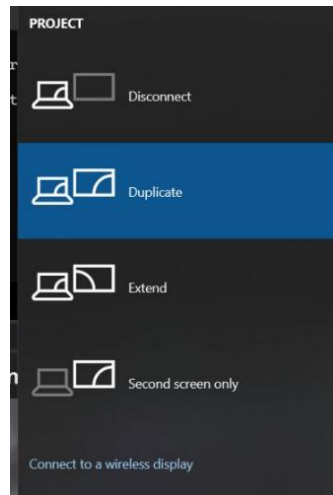 PROJECT
Disconnect
Duplicate
Extend
Second screen only
Connect to a wireless display